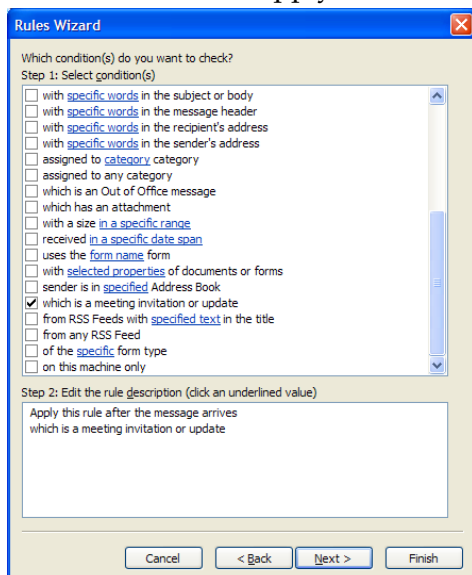 apply
Rules Wizard
Which condition(s) do you want to check?
Step 1: Select condition(s)
with specific words in the subject or body
with specific words in the message header
with specific words in the recipient's address
with specific words in the sender's address
assigned to category category
assigned to any category
which is an Out of Office message
which has an attachment
with a size in a specific range
received in a specific date span
uses the form name form
with selected properties of documents or forms
sender is in specified Address Book
which is a meeting invitation or update
from RSS Feeds with specified text in the title
from any RSS Feed
of the specific form type
on this machine only
Step 2: Edit the rule description (click an underlined value)
Apply this rule after the message arrives
which is a meeting invitation or update
Cancel < Back Next > Finish